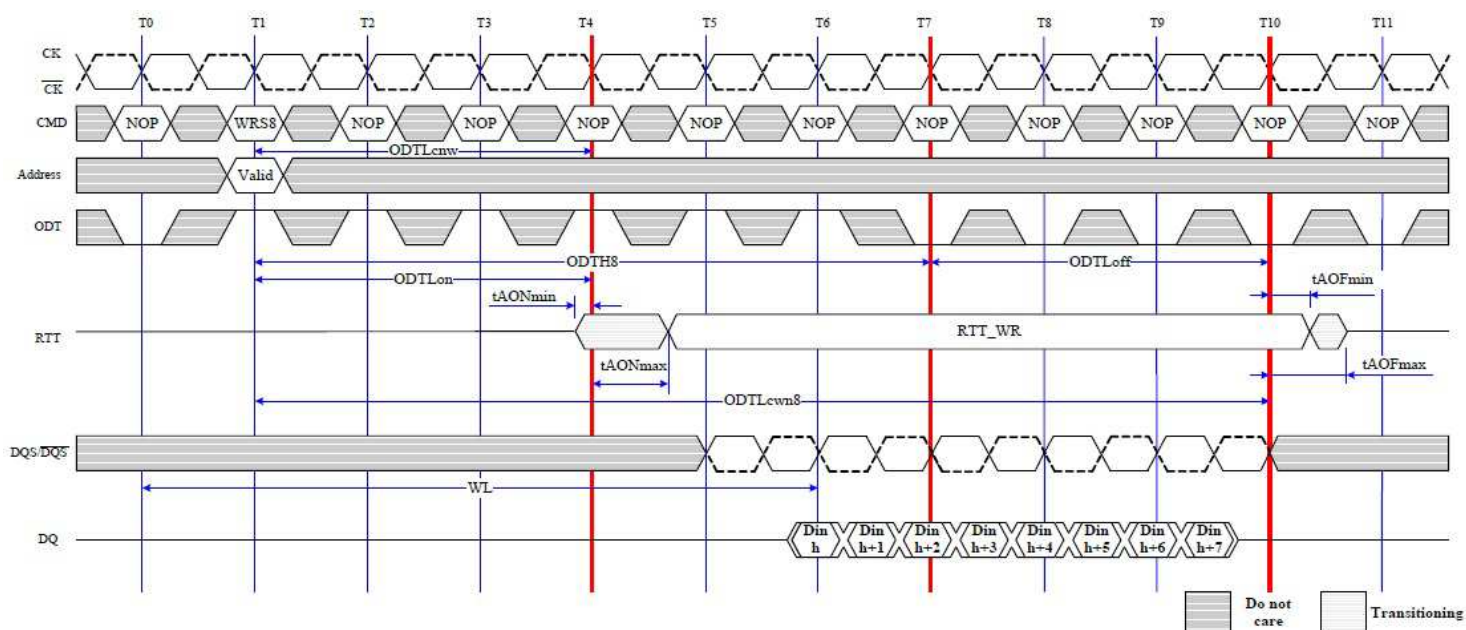 T0 T1 T2 T3 T4 T5 T6 T7 T8 T9 T10 T11
CK
CK
CMD NOP WRS8 NOP NOP NOP NOP NOP NOP NOP NOP NOP NOP
ODTLcnw
Address Valid
ODT
ODTH8 ODTLoff
ODTLon
tAONmin tAOFmin
RTT RTT_WR
tAONmax tAOFmax
ODTLcwn8
DQS/DQS
WL
DQ Din h Din h+1 Din h+2 Din h+3 Din h+4 Din h+5 Din h+6 Din h+7
Do not care Transitioning